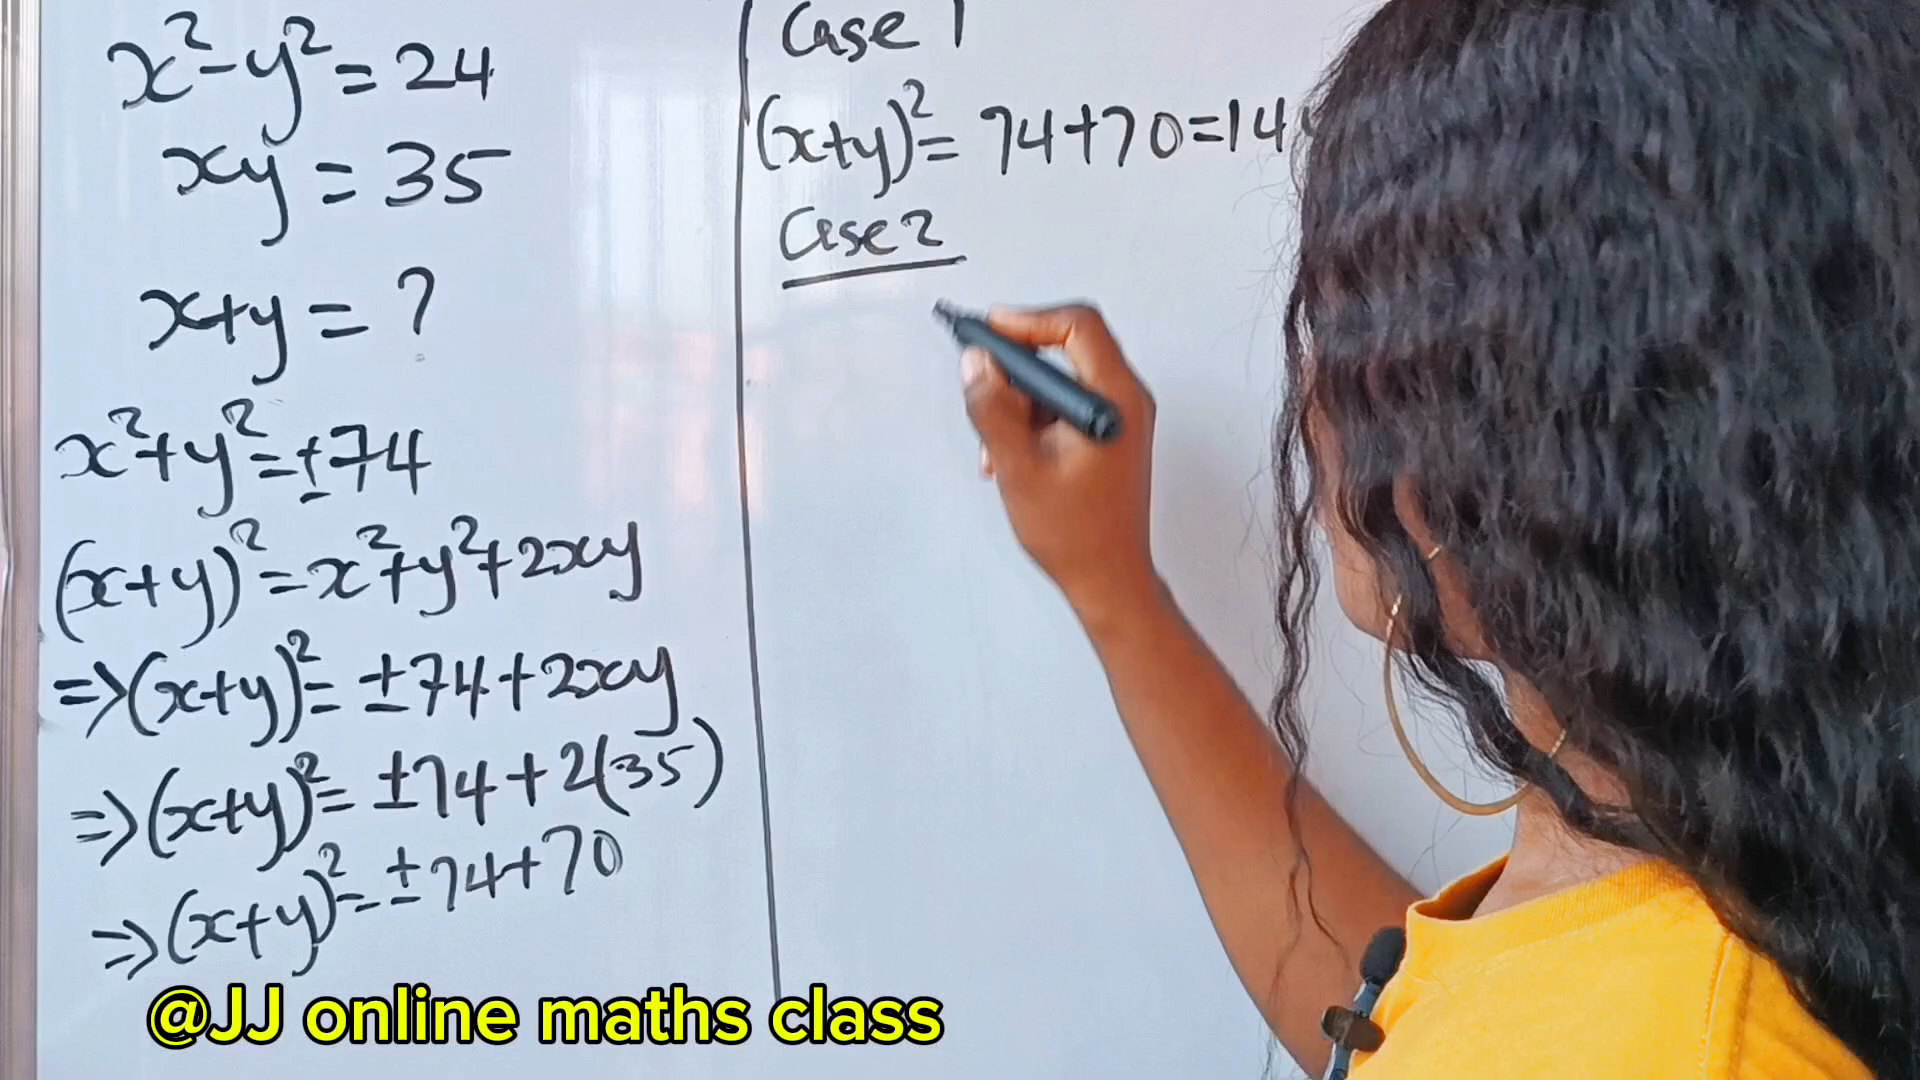 x²-y²=24
xy=35
x+y=?
x²+y²=±74
(x+y)²=x²+y²+2xy
=>(x+y)²=±74+2xy
=>(x+y)²=±74+2(35)
=>(x+y)²=±74+70
Case 1
(x+y)²=74+70=14
Case 2
@JJ online maths class